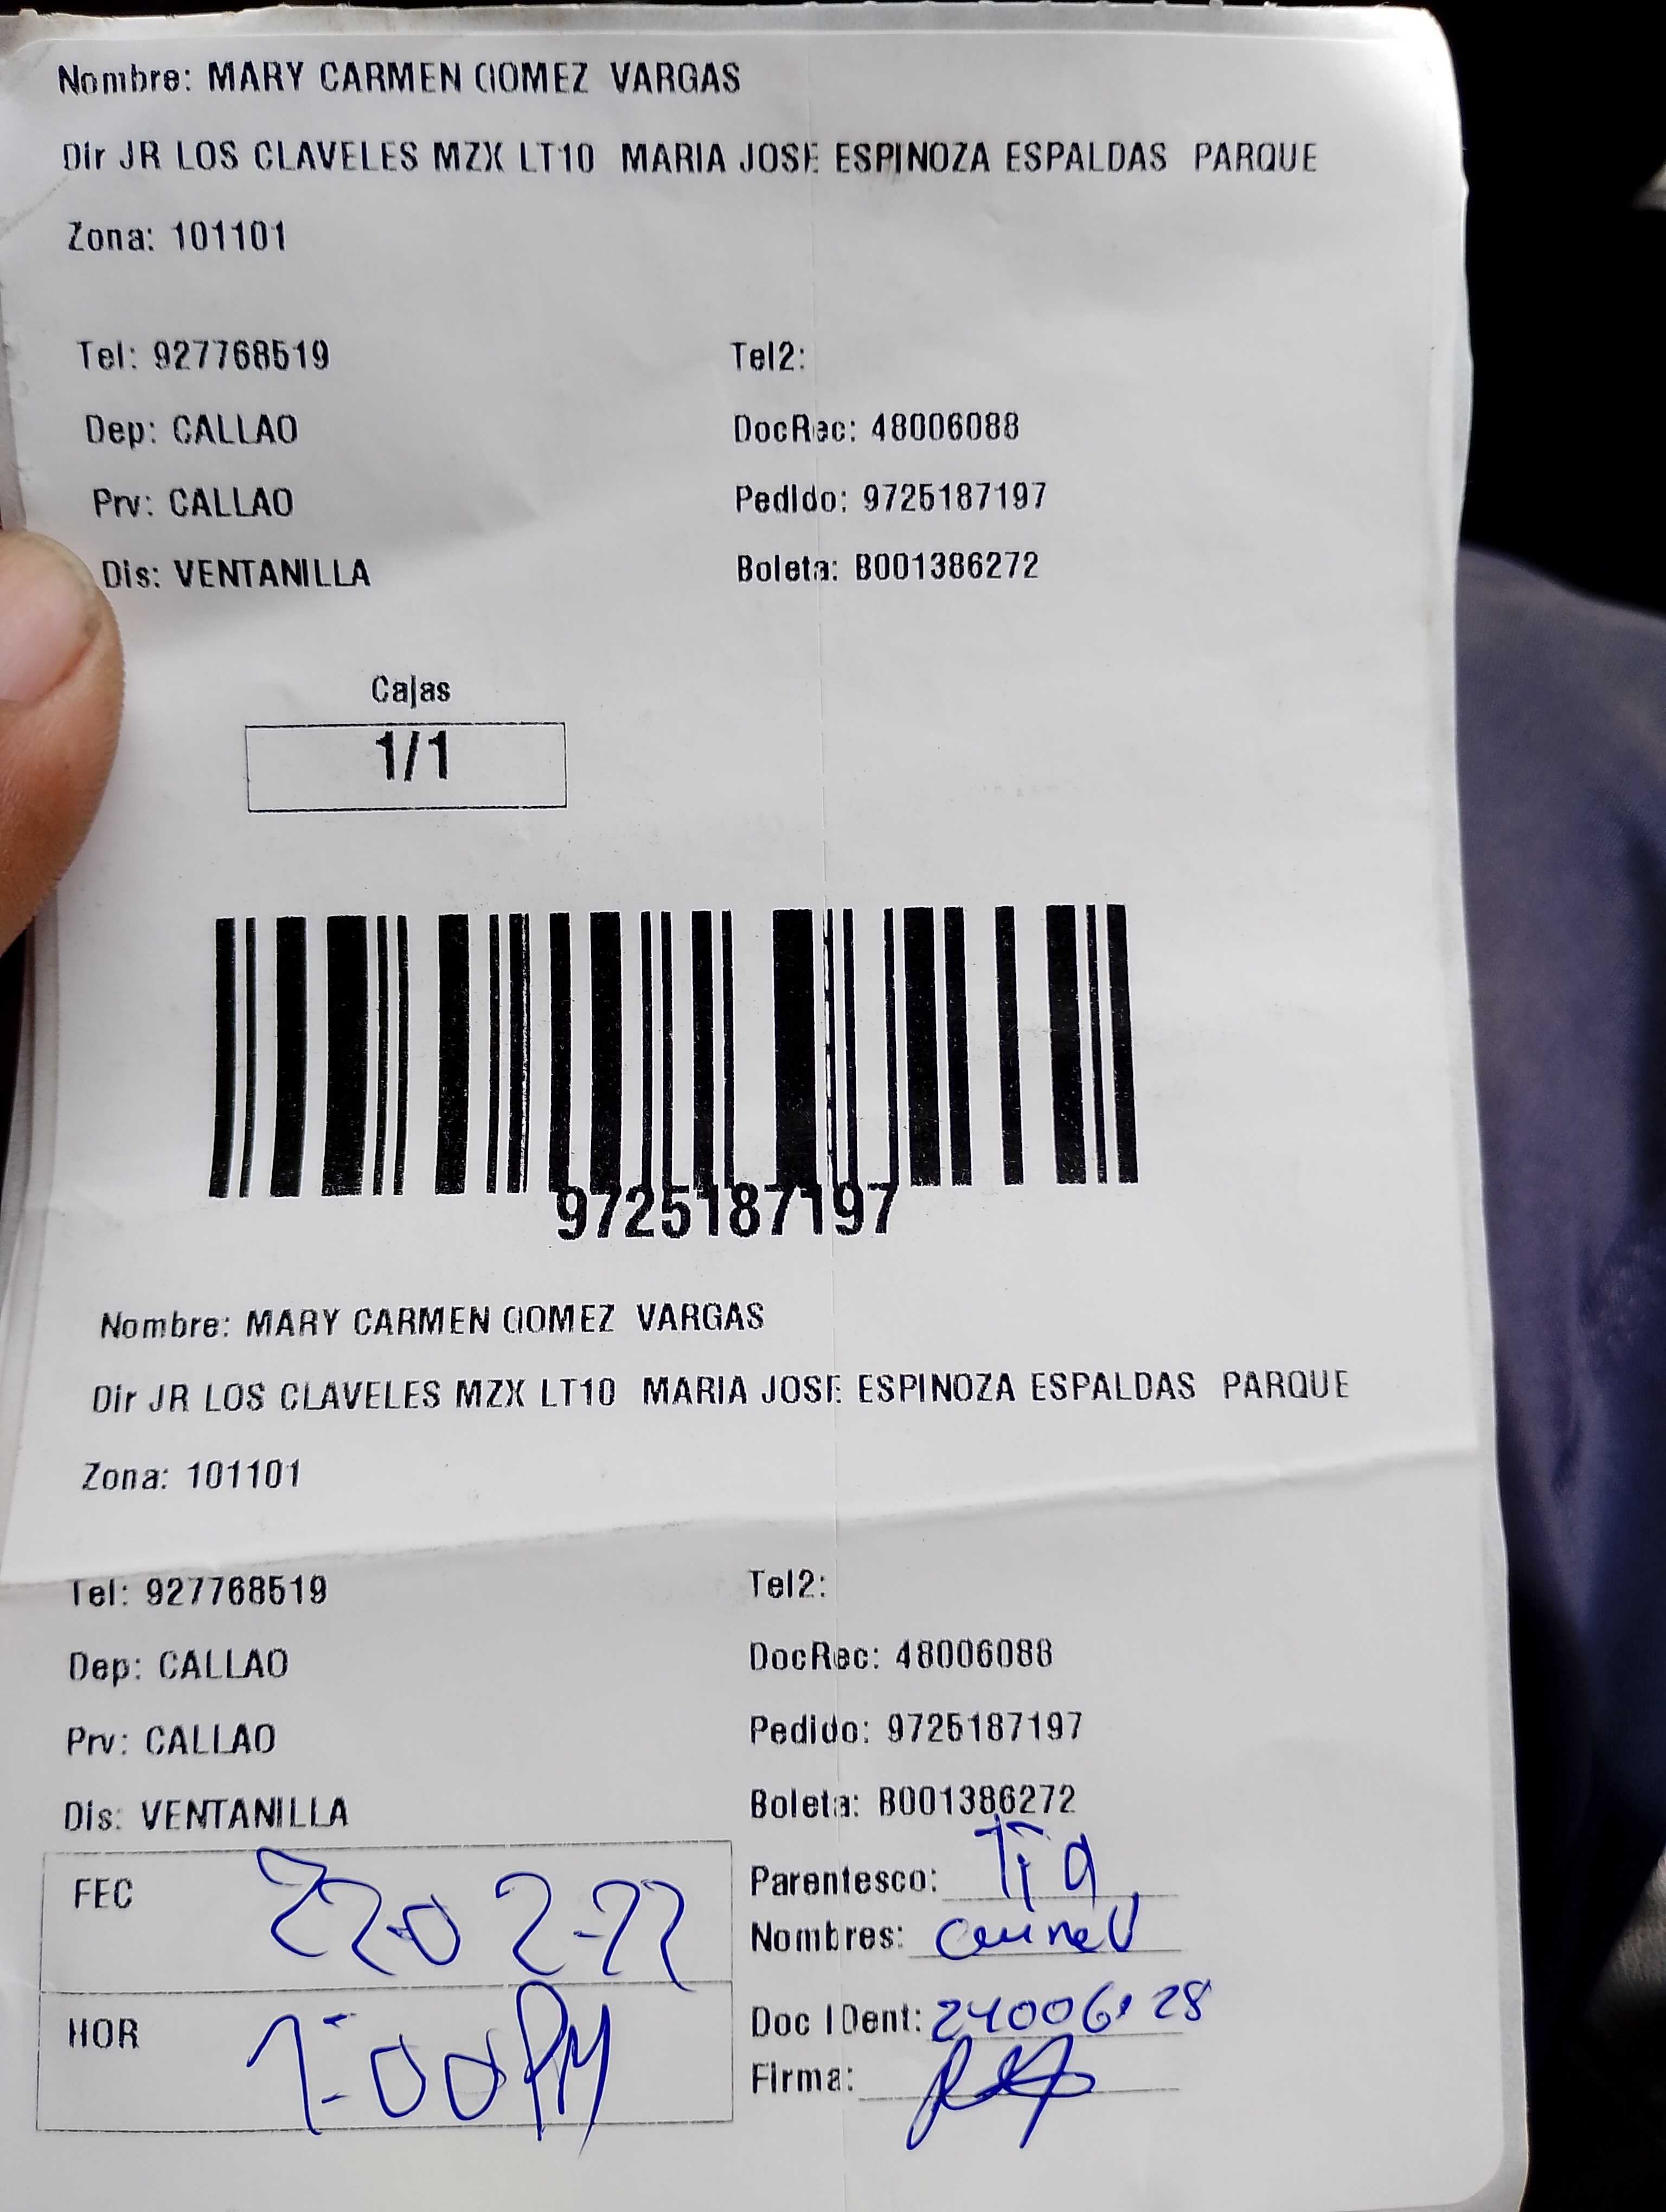 Nombre: MARY CARMEN GOMEZ VARGAS
Dir JR LOS CLAVELES MZX LT10 MARIA JOSE ESPINOZA ESPALDAS PARQUE
Zona: 101101
Tel: 927768519 Tel2:
Dep: CALLAO DocRec: 48006088
Prv: CALLAO Pedido: 9725187197
Dis: VENTANILLA Boleta: B001386272
Cajas
1/1
9725187197
Nombre: MARY CARMEN GOMEZ VARGAS
Dir JR LOS CLAVELES MZX LT10 MARIA JOSE ESPINOZA ESPALDAS PARQUE
Zona: 101101
Tel: 927768519 Tel2:
Dep: CALLAO DocRec: 48006088
Prv: CALLAO Pedido: 9725187197
Dis: VENTANILLA Boleta: B001386272
FEC 22-02-22 Parentesco: Tía
Nombres:
HOR 1:00 PM Doc IDent:
Firma: